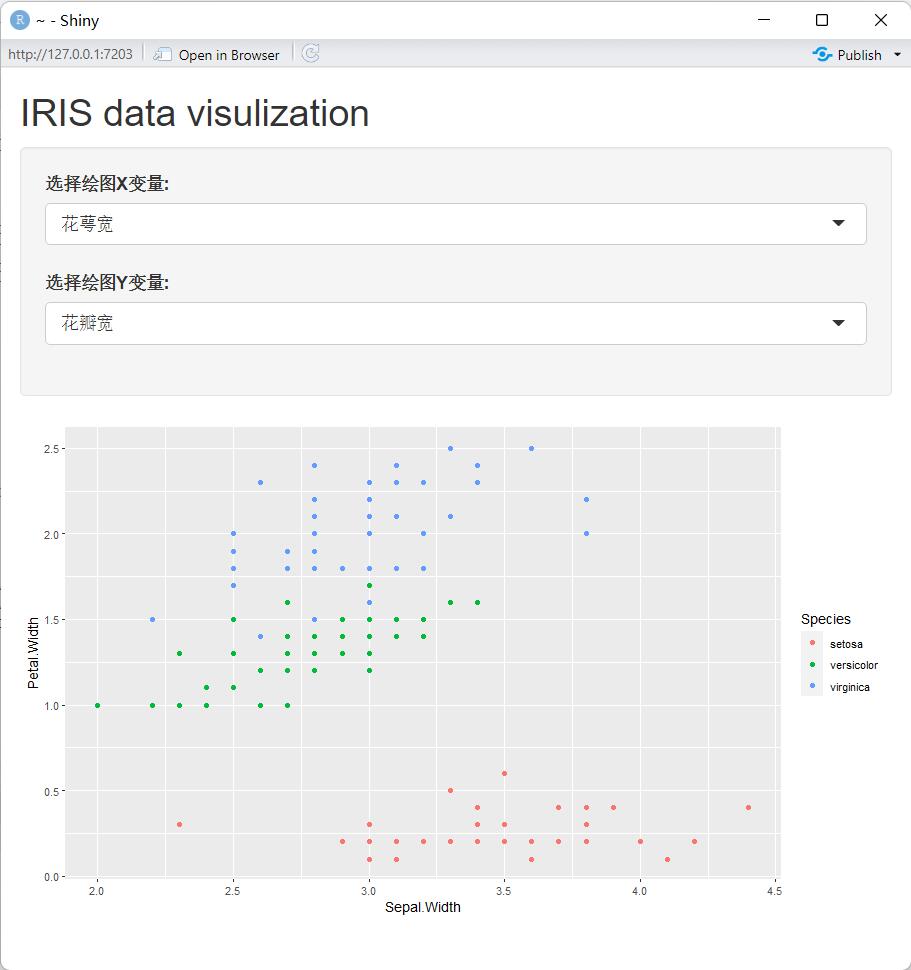 R ~ - Shiny
http://127.0.0.1:7203 Open in Browser Publish
IRIS data visulization
选择绘图X变量:
花萼宽
选择绘图Y变量:
花瓣宽
2.5
2.0
1.5
1.0
0.5
0.0
Petal.Width
2.0 2.5 3.0 3.5 4.0 4.5
Sepal.Width
Species
setosa
versicolor
virginica